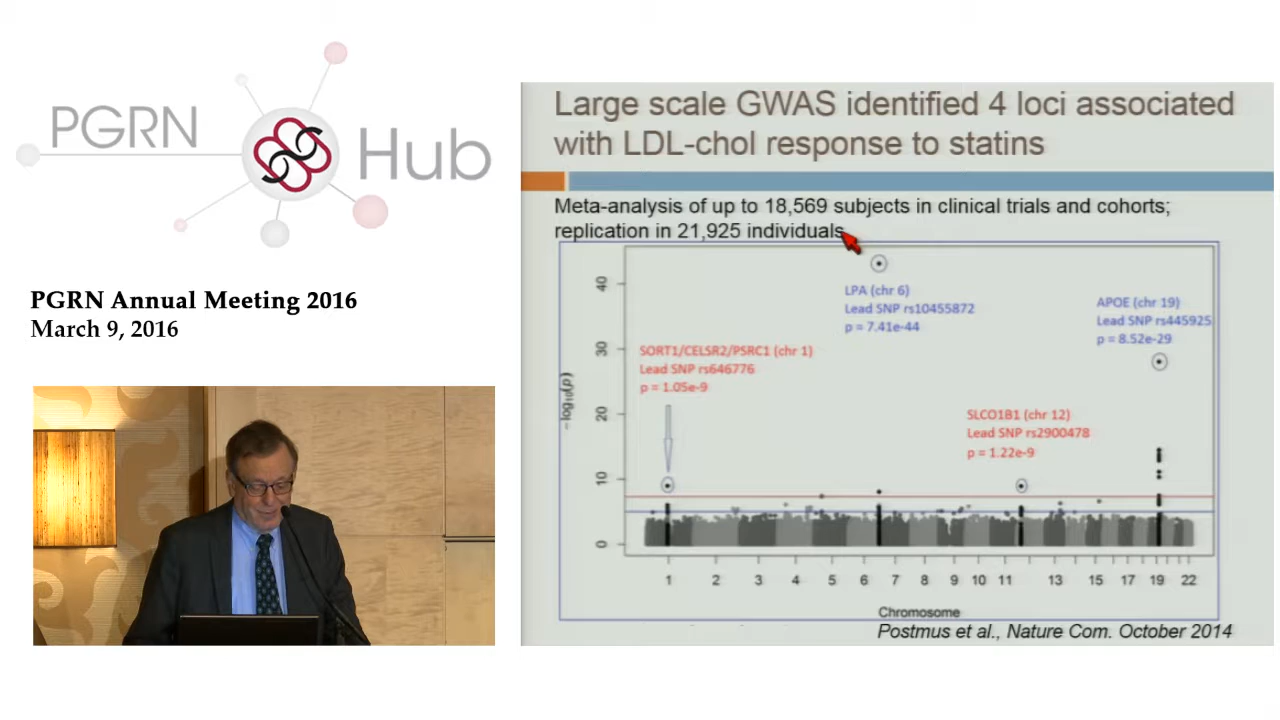 PGRN
Hub
PGRN Annual Meeting 2016
March 9, 2016
Large scale GWAS identified 4 loci associated
with LDL-chol response to statins
Meta-analysis of up to 18,569 subjects in clinical trials and cohorts;
replication in 21,925 individuals
LPA (chr 6)
Lead SNP rs10455872
p = 7.41e-44
APOE (chr 19)
Lead SNP rs445925
p = 8.52e-29
SORT1/CELSR2/PSRC1 (chr 1)
Lead SNP rs646776
p = 1.05e-9
SLCO1B1 (chr 12)
Lead SNP rs2900478
p = 1.22e-9
−log10(p)
40
30
20
10
0
1 2 3 4 5 6 7 8 9 10 11 13 15 17 19 22
Chromosome
Postmus et al., Nature Com. October 2014